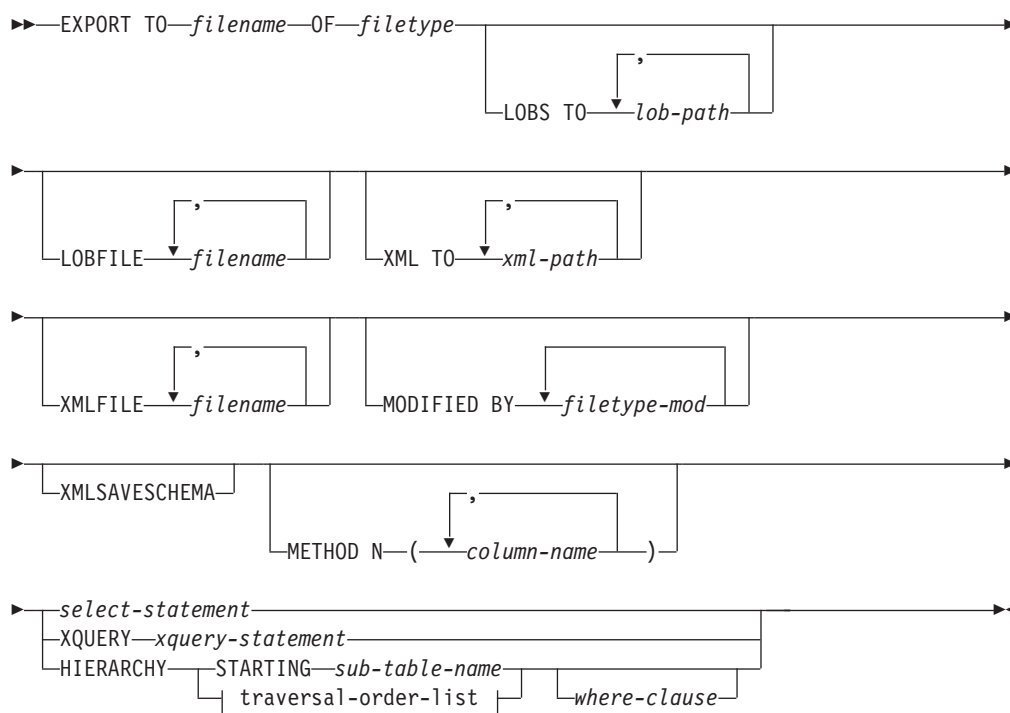 EXPORT TO filename OF filetype
,
LOBS TO lob-path
, ,
LOBFILE filename XML TO xml-path
,
XMLFILE filename MODIFIED BY filetype-mod
XMLSAVESCHEMA
,
METHOD N ( column-name )
select-statement
XQUERY xquery-statement
HIERARCHY STARTING sub-table-name
traversal-order-list where-clause